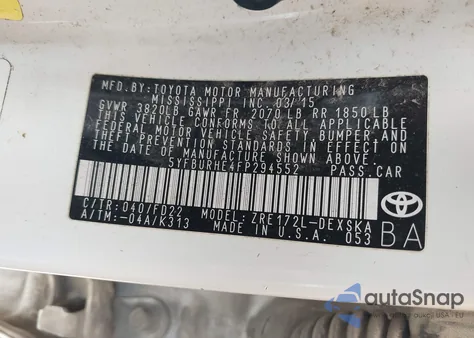 MFD.BY:TOYOTA MOTOR MANUFACTURING
MISSISSIPPI INC. 03/15
GVWR 3820LB GAWR FR 2070 LB RR 1850 LB
THIS VEHICLE CONFORMS TO ALL APPLICABLE
FEDERAL MOTOR VEHICLE SAFETY, BUMPER, AND
THEFT PREVENTION STANDARDS IN EFFECT ON
THE DATE OF MANUFACTURE SHOWN ABOVE.
5YFBURHE4FP294552 PASS.CAR
C/TR:040/FD22 MODEL:ZRE172L-DEXSKA
A/TM:-04A/K313 MADE IN U.S.A. 053
TOYOTA
BA
autoSnap